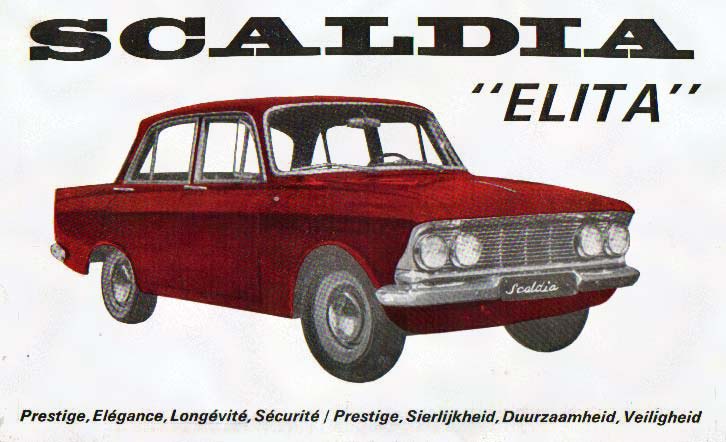 SCALDIA
"ELITA"
Scaldia
Prestige, Elégance, Longévité, Sécurité / Prestige, Sierlijkheid, Duurzaamheid, Veiligheid